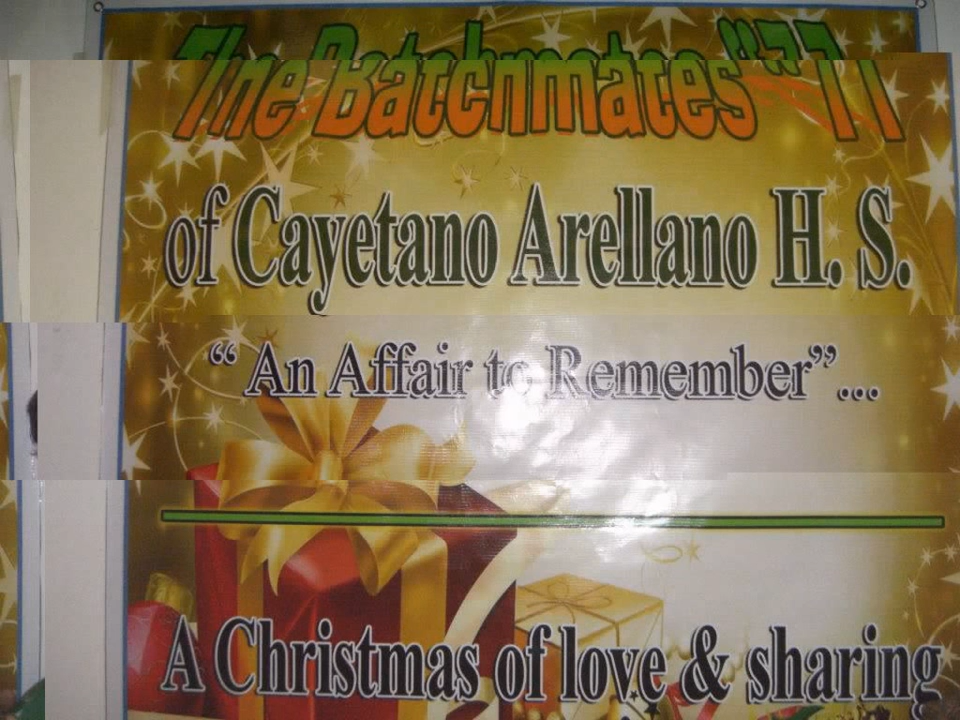 The Batchmates "77
of Cayetano Arellano H. S.
“ An Affair to Remember”...
A Christmas of love & sharing